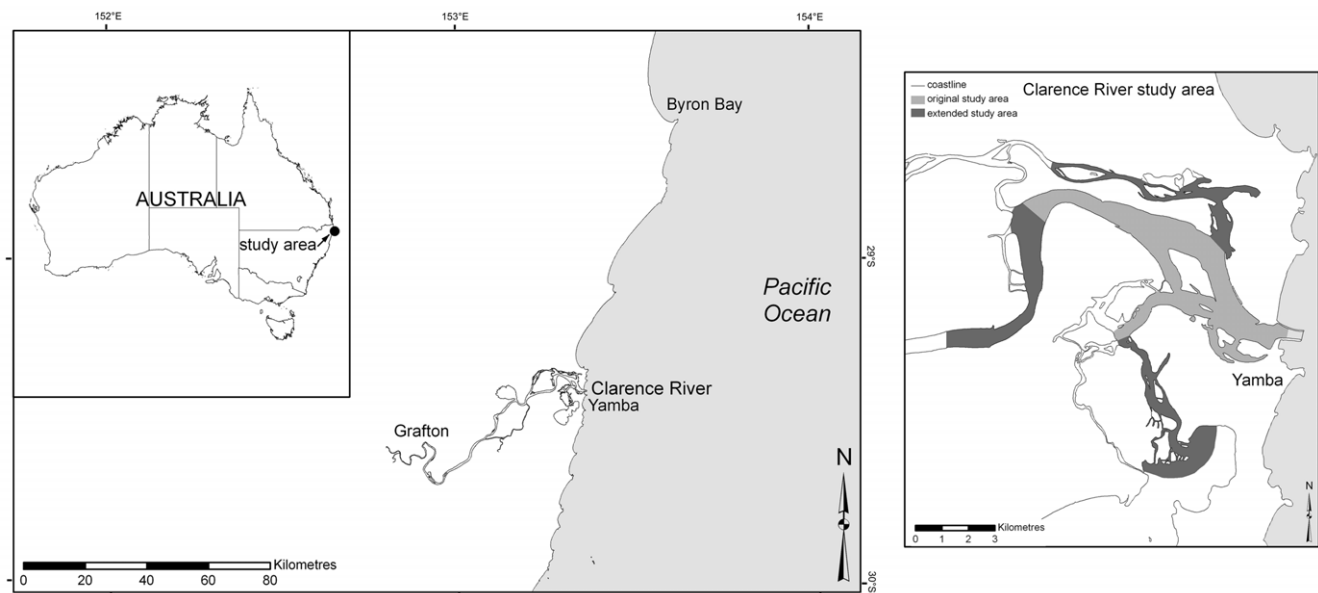 152°E
153°E
154°E
AUSTRALIA
study area
Byron Bay
29°S
Pacific
Ocean
Clarence River
Yamba
Grafton
N
Kilometres
0 20 40 60 80
30°S
coastline
original study area
extended study area
Clarence River study area
Yamba
N
Kilometres
0 1 2 3